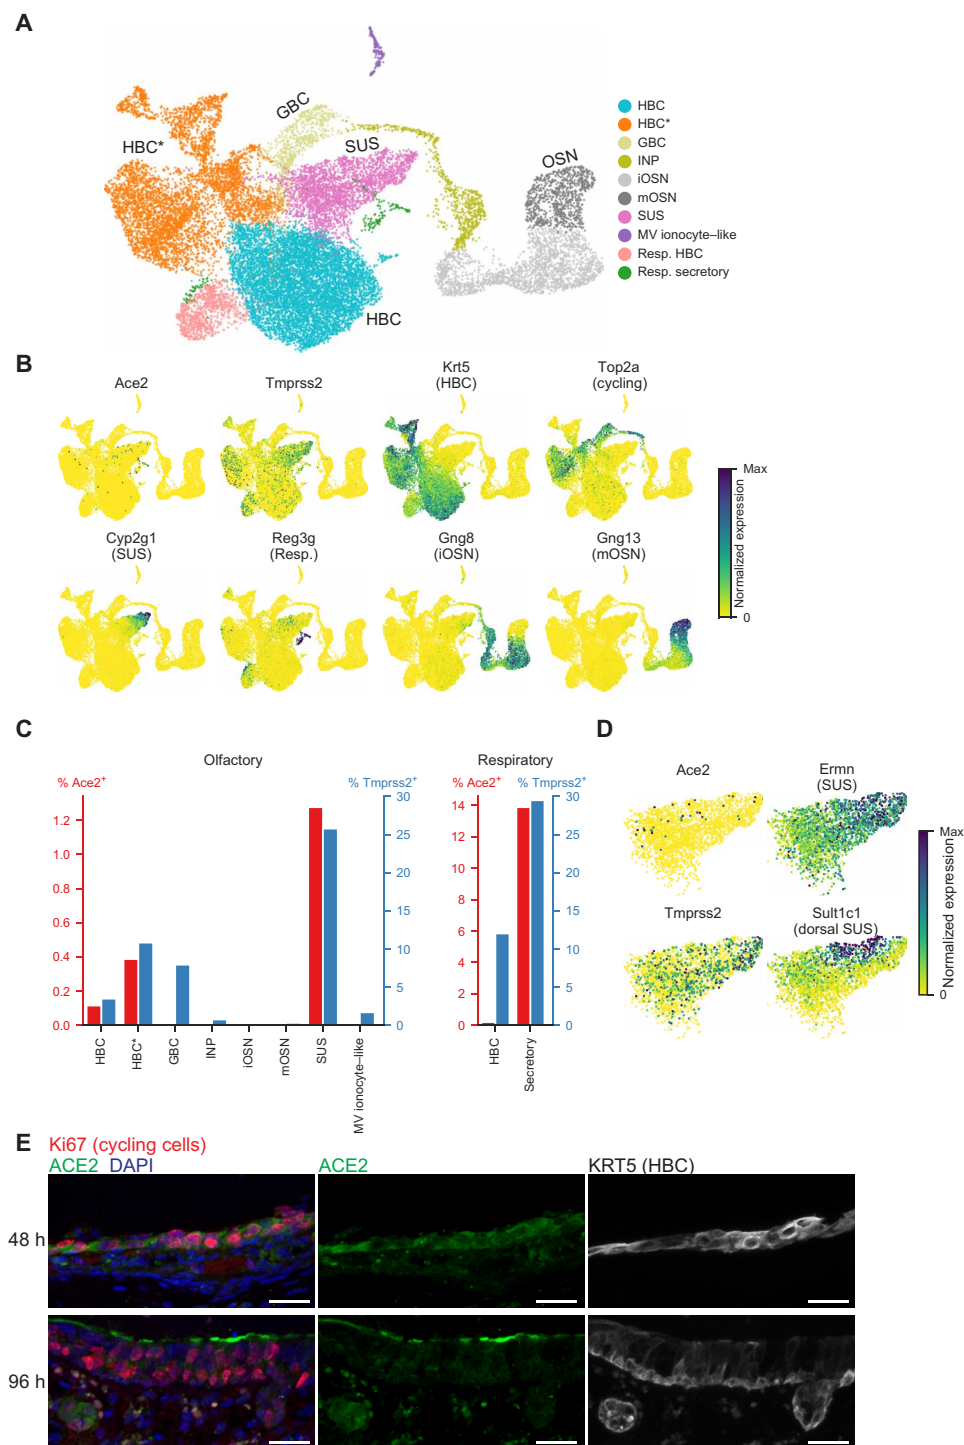 A
HBC*
GBC
SUS
OSN
HBC
HBC
HBC*
GBC
INP
iOSN
mOSN
SUS
MV ionocyte–like
Resp. HBC
Resp. secretory
B
Ace2
Tmprss2
Krt5
(HBC)
Top2a
(cycling)
Cyp2g1
(SUS)
Reg3g
(Resp.)
Gng8
(iOSN)
Gng13
(mOSN)
Max
Normalized expression
0
C
Olfactory
% Ace2+
% Tmprss2+
1.2
1.0
0.8
0.6
0.4
0.2
0.0
30
25
20
15
10
5
0
HBC
HBC*
GBC
INP
iOSN
mOSN
SUS
MV ionocyte–like
Respiratory
% Ace2+
% Tmprss2+
14
12
10
8
6
4
2
0
30
25
20
15
10
5
0
HBC
Secretory
D
Ace2
Ermn
(SUS)
Tmprss2
Sult1c1
(dorsal SUS)
Max
Normalized expression
0
E
Ki67 (cycling cells)
ACE2 DAPI
ACE2
KRT5 (HBC)
48 h
96 h